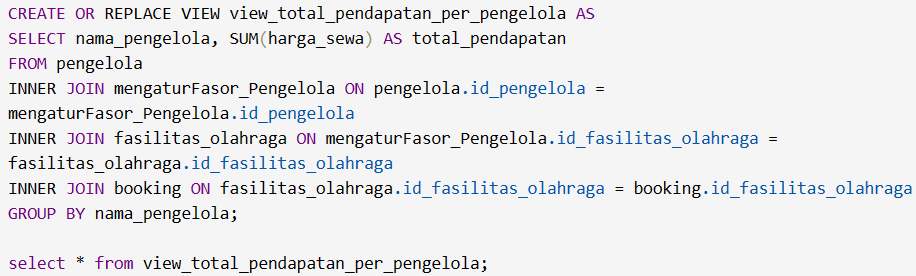 CREATE OR REPLACE VIEW view_total_pendapatan_per_pengelola AS
SELECT nama_pengelola, SUM(harga_sewa) AS total_pendapatan
FROM pengelola
INNER JOIN mengaturFasor_Pengelola ON pengelola.id_pengelola =
mengaturFasor_Pengelola.id_pengelola
INNER JOIN fasilitas_olahraga ON mengaturFasor_Pengelola.id_fasilitas_olahraga =
fasilitas_olahraga.id_fasilitas_olahraga
INNER JOIN booking ON fasilitas_olahraga.id_fasilitas_olahraga = booking.id_fasilitas_olahraga
GROUP BY nama_pengelola;

select * from view_total_pendapatan_per_pengelola;